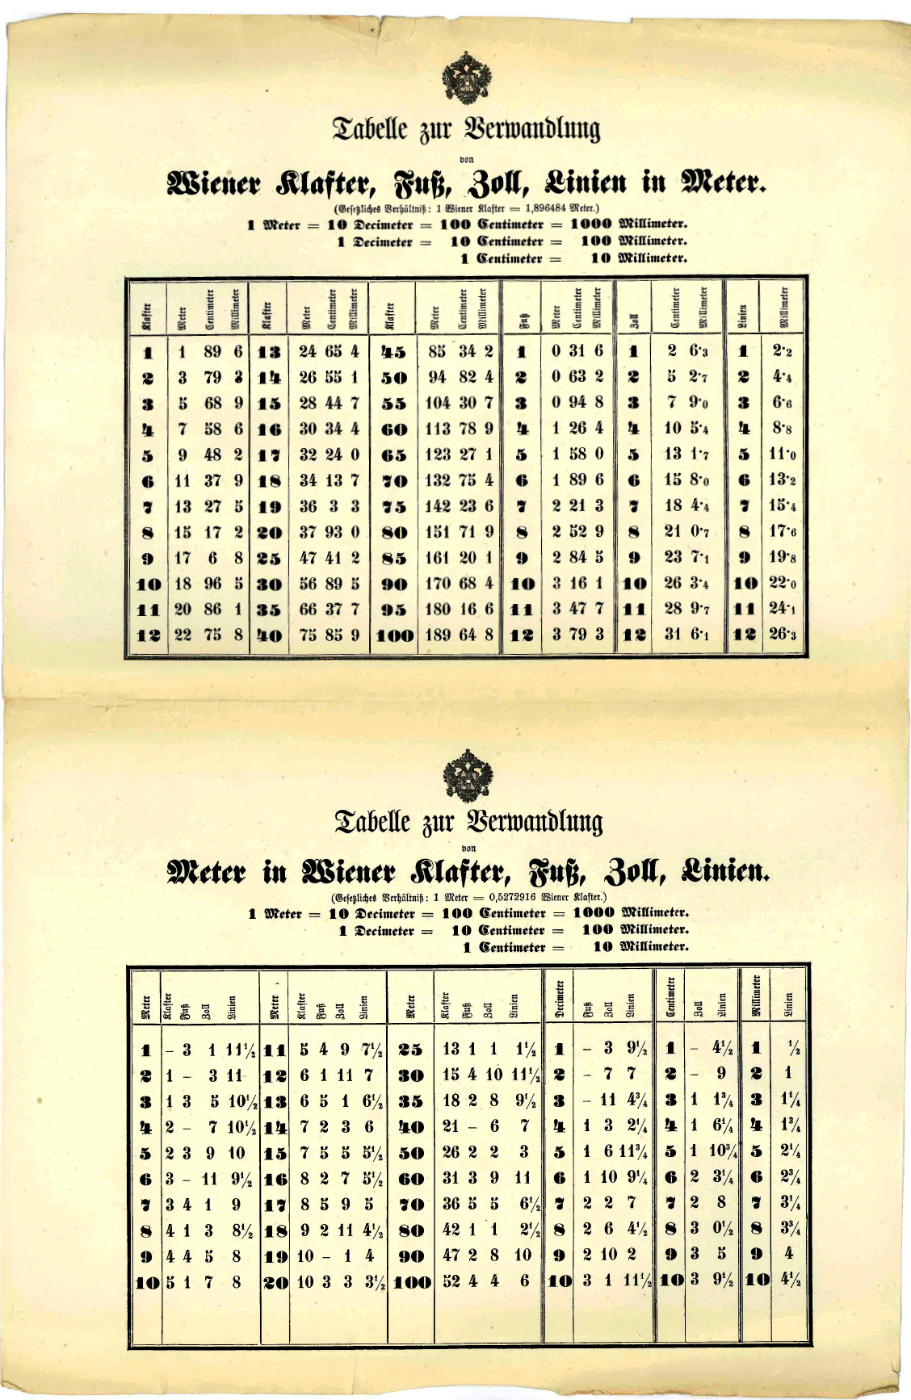 Tabelle zur Verwandlung
von
Wiener Klafter, Fuß, Zoll, Linien in Meter.
(Gesetzliches Verhältniß: 1 Wiener Klafter = 1,896484 Meter.)
1 Meter = 10 Decimeter = 100 Centimeter = 1000 Millimeter.
1 Decimeter = 10 Centimeter = 100 Millimeter.
1 Centimeter = 10 Millimeter.
Klafter Meter Centimeter Millimeter Klafter Meter Centimeter Millimeter Klafter Meter Centimeter Millimeter Fuß Meter Centimeter Millimeter Zoll Centimeter Millimeter Linien Millimeter
1 1 89 6 13 24 65 4 45 85 34 2 1 0 31 6 1 2 6·3 1 2·2
2 3 79 3 14 26 55 1 50 94 82 4 2 0 63 2 2 5 2·7 2 4·4
3 5 68 9 15 28 44 7 55 104 30 7 3 0 94 8 3 7 9·0 3 6·6
4 7 58 6 16 30 34 4 60 113 78 9 4 1 26 4 4 10 5·4 4 8·8
5 9 48 2 17 32 24 0 65 123 27 1 5 1 58 0 5 13 1·7 5 11·0
6 11 37 9 18 34 13 7 70 132 75 4 6 1 89 6 6 15 8·0 6 13·2
7 13 27 5 19 36 3 3 75 142 23 6 7 2 21 3 7 18 4·4 7 15·4
8 15 17 2 20 37 93 0 80 151 71 9 8 2 52 9 8 21 0·7 8 17·6
9 17 6 8 25 47 41 2 85 161 20 1 9 2 84 5 9 23 7·1 9 19·8
10 18 96 5 30 56 89 5 90 170 68 4 10 3 16 1 10 26 3·4 10 22·0
11 20 86 1 35 66 37 7 95 180 16 6 11 3 47 7 11 28 9·7 11 24·1
12 22 75 8 40 75 85 9 100 189 64 8 12 3 79 3 12 31 6·1 12 26·3
Tabelle zur Verwandlung
von
Meter in Wiener Klafter, Fuß, Zoll, Linien.
(Gesetzliches Verhältniß: 1 Meter = 0,5272916 Wiener Klafter.)
1 Meter = 10 Decimeter = 100 Centimeter = 1000 Millimeter.
1 Decimeter = 10 Centimeter = 100 Millimeter.
1 Centimeter = 10 Millimeter.
Meter Klafter Fuß Zoll Linien Meter Klafter Fuß Zoll Linien Meter Klafter Fuß Zoll Linien Decimeter Fuß Zoll Linien Centimeter Zoll Linien Millimeter Linien
1 – 3 1 11½ 11 5 4 9 7½ 25 13 1 1 1½ 1 – 3 9½ 1 – 4½ 1 ½
2 1 – 3 11 12 6 1 11 7 30 15 4 10 11½ 2 – 7 7 2 – 9 2 1
3 1 3 5 10½ 13 6 5 1 6½ 35 18 2 8 9½ 3 – 11 4¾ 3 1 1¾ 3 1¼
4 2 – 7 10½ 14 7 2 3 6 40 21 – 6 7 4 1 3 2¼ 4 1 6¼ 4 1¾
5 2 3 9 10 15 7 5 5 5½ 50 26 2 2 3 5 1 6 11¾ 5 1 10¾ 5 2¼
6 3 – 11 9½ 16 8 2 7 5½ 60 31 3 9 11 6 1 10 9¼ 6 2 3¼ 6 2¾
7 3 4 1 9 17 8 5 9 5 70 36 5 5 6½ 7 2 2 7 7 2 8 7 3¼
8 4 1 3 8½ 18 9 2 11 4½ 80 42 1 1 2½ 8 2 6 4½ 8 3 0½ 8 3¾
9 4 4 5 8 19 10 – 1 4 90 47 2 8 10 9 2 10 2 9 3 5 9 4
10 5 1 7 8 20 10 3 3 3½ 100 52 4 4 6 10 3 1 11½ 10 3 9½ 10 4½